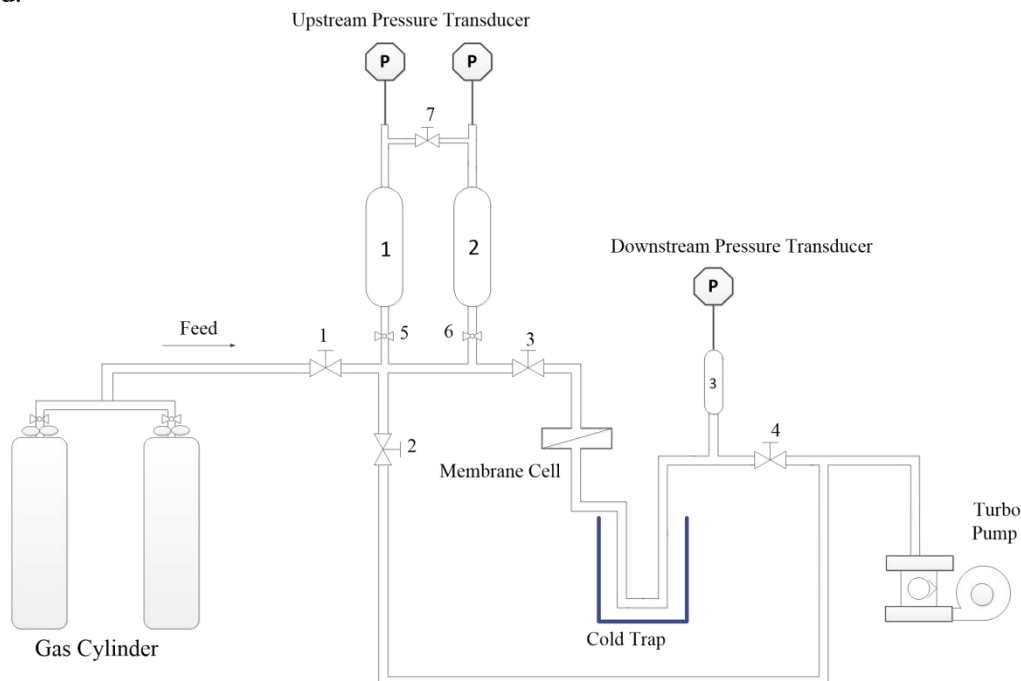 d.
Upstream Pressure Transducer
P
P
7
1
2
Downstream Pressure Transducer
P
Feed
1
5
6
3
3
2
4
Membrane Cell
Turbo
Pump
Cold Trap
Gas Cylinder